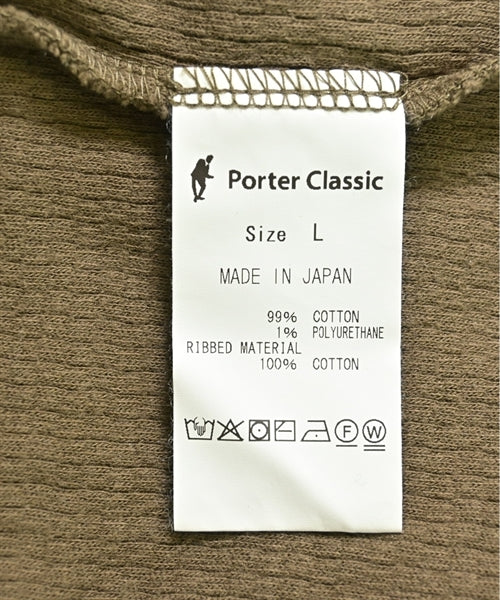 Porter Classic
Size L
MADE IN JAPAN
99% COTTON
1% POLYURETHANE
RIBBED MATERIAL
100% COTTON
F W